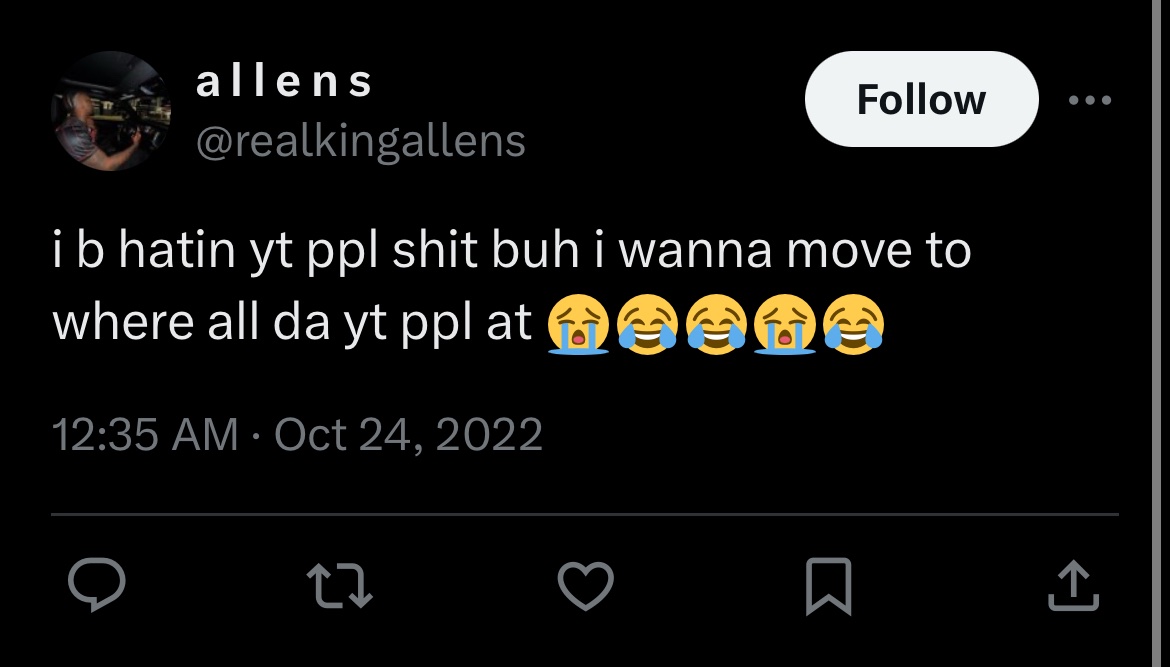 allens
Follow
@realkingallens
i b hatin yt ppl shit buh i wanna move to
where all da yt ppl at 😭😂😂😭😂
12:35 AM · Oct 24, 2022